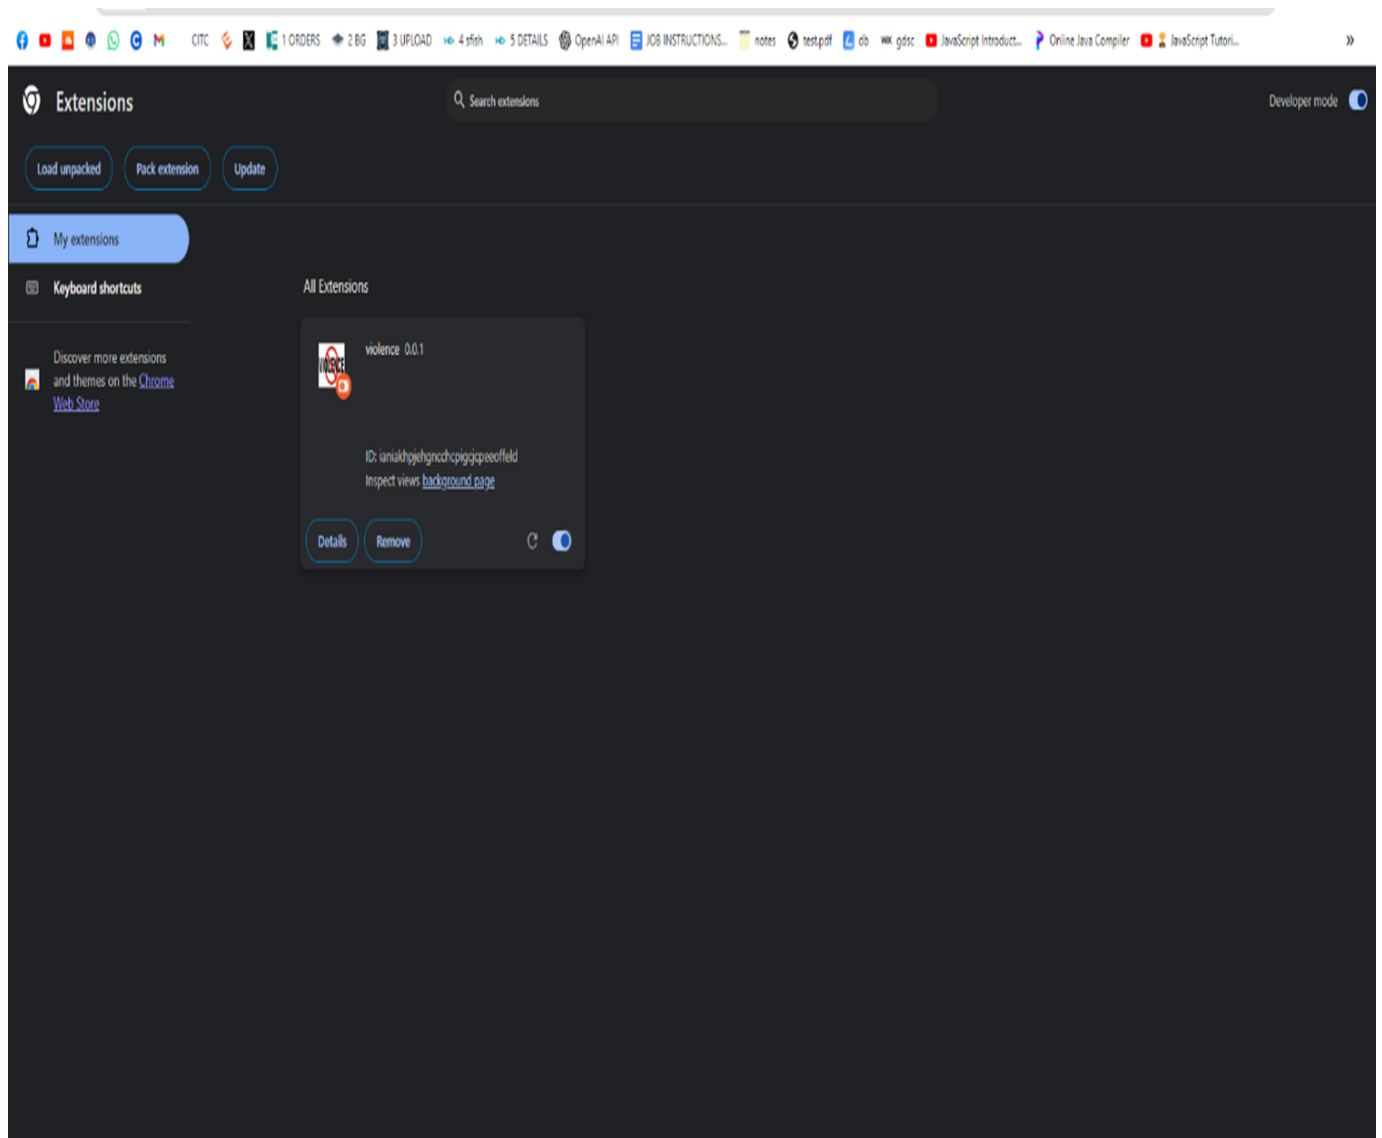 CITC 1 ORDERS 2 BG 3 UPLOAD 4 sfish 5 DETAILS OpenAI API JOB INSTRUCTIONS... notes test.pdf db WIX gdsc JavaScript Introduct... Online Java Compiler JavaScript Tutori... »
Extensions
Search extensions
Developer mode
Load unpacked Pack extension Update
My extensions
Keyboard shortcuts
Discover more extensions
and themes on the Chrome
Web Store
All Extensions
VIOLENCE
violence 0.0.1
Inspect views background page
ID:
Details Remove